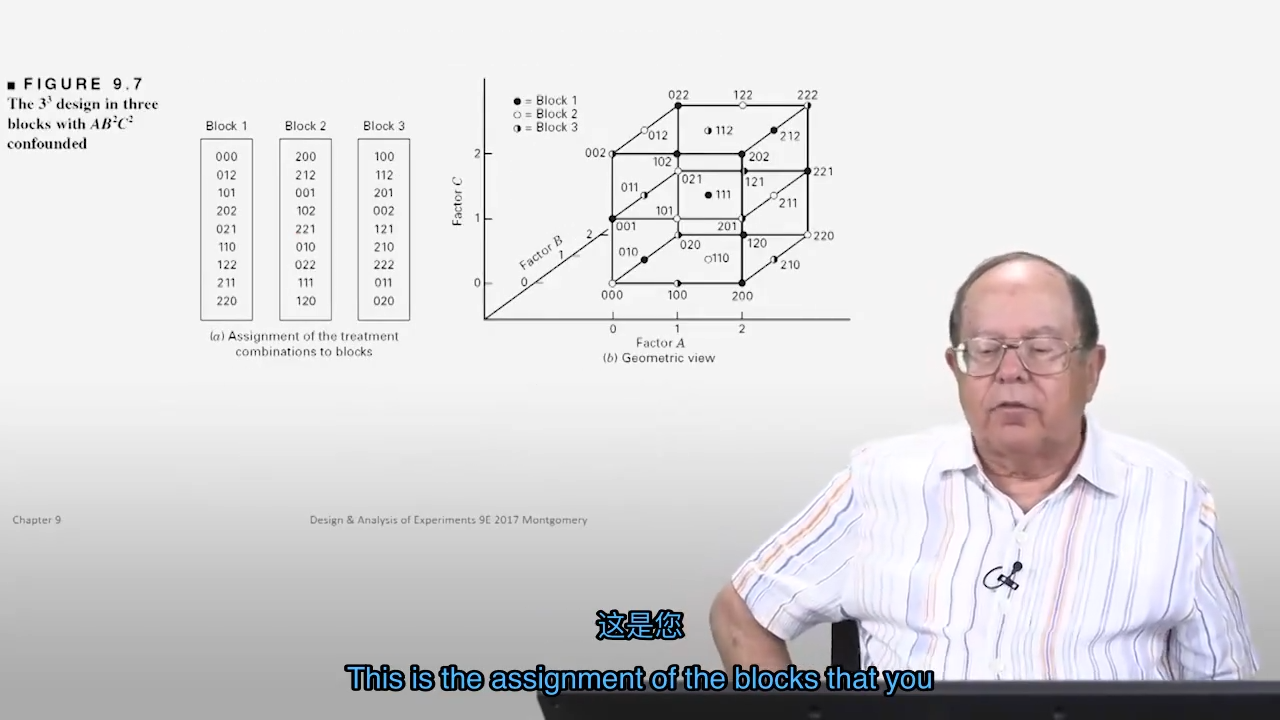 ■ FIGURE 9.7
The 3³ design in three
blocks with AB²C²
confounded
Block 1 Block 2 Block 3
000 200 100
012 212 112
101 001 201
202 102 002
021 221 121
110 010 210
122 022 222
211 111 011
220 120 020
(a) Assignment of the treatment
combinations to blocks
● = Block 1
○ = Block 2
◑ = Block 3
022 122 222
012 112 212
002 102 202
021 121 221
011 111 211
001 101 201
020 120 220
010 110 210
000 100 200
Factor C
2
1
0
Factor B
2
1
0
0 1 2
Factor A
(b) Geometric view
Chapter 9
Design & Analysis of Experiments 9E 2017 Montgomery
这是您
This is the assignment of the blocks that you